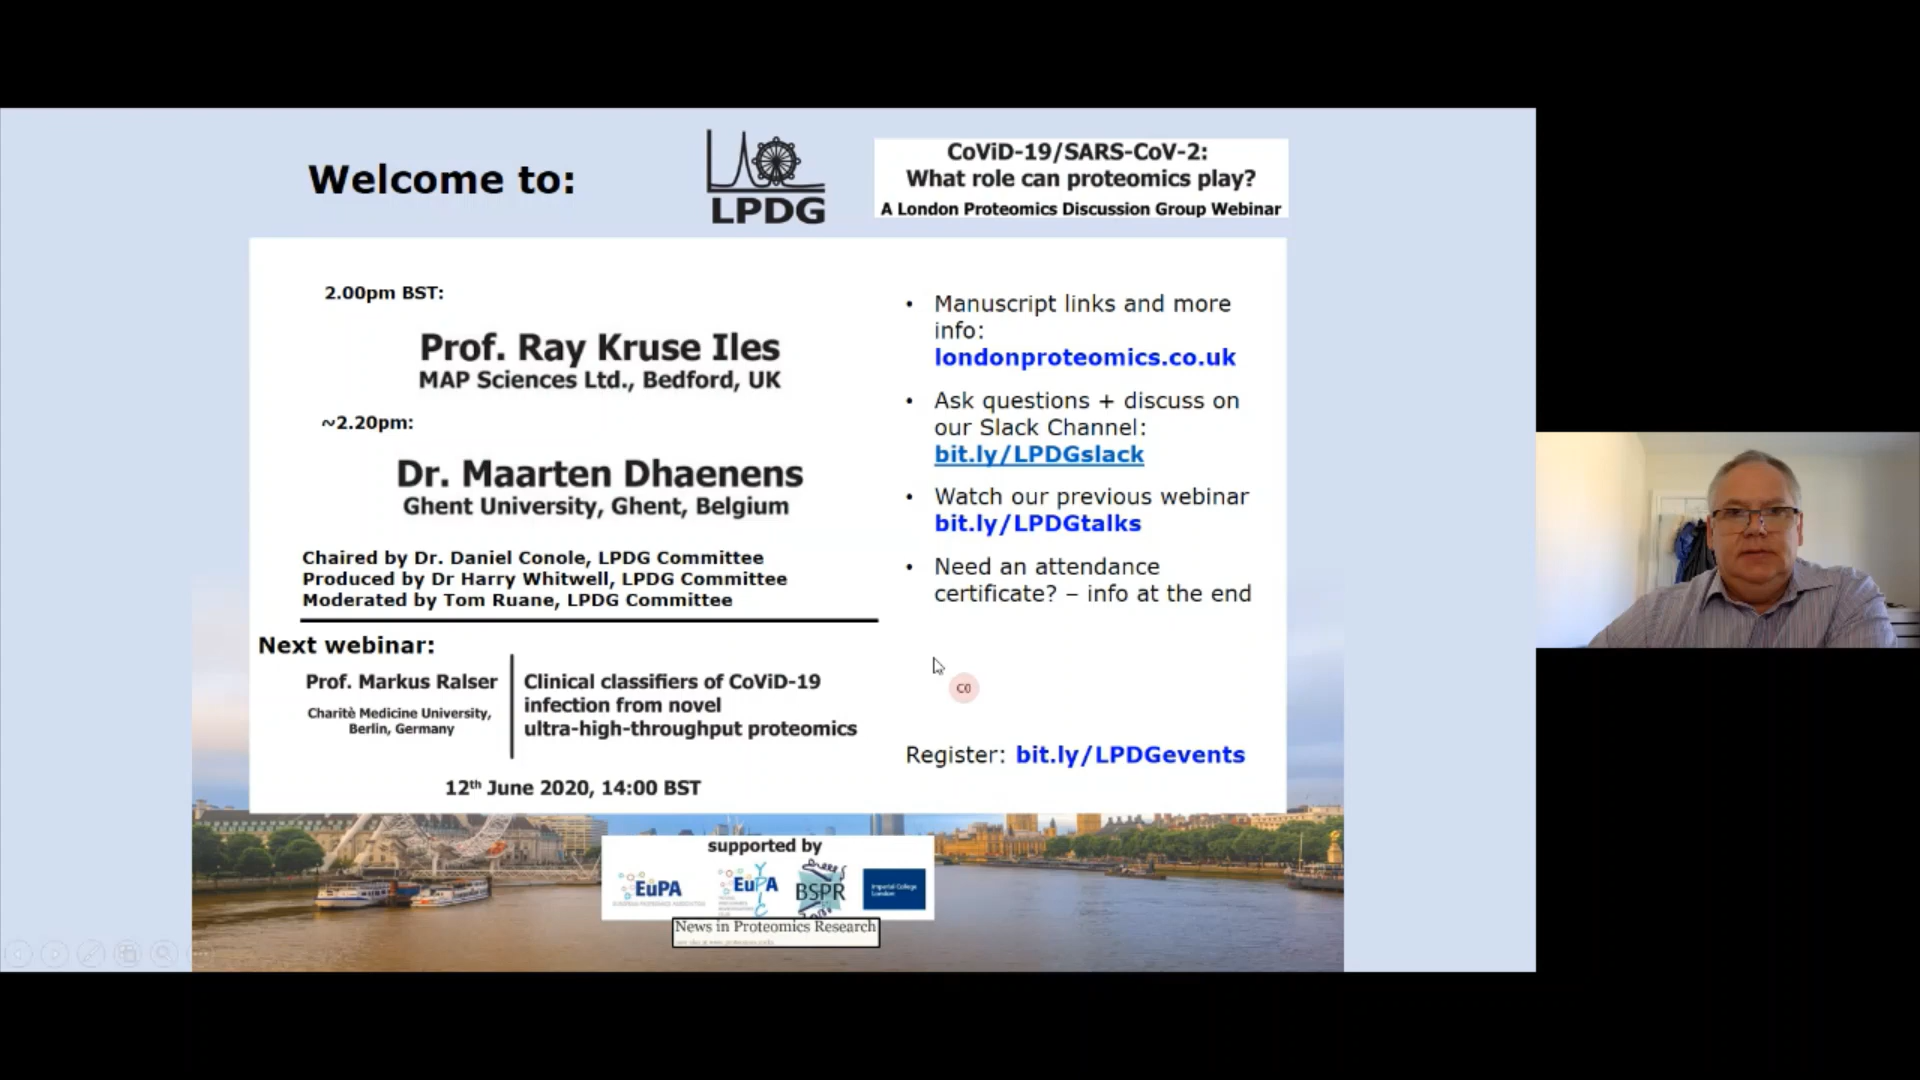 Welcome to:
LPDG
CoViD-19/SARS-CoV-2:
What role can proteomics play?
A London Proteomics Discussion Group Webinar
2.00pm BST:
Prof. Ray Kruse Iles
MAP Sciences Ltd., Bedford, UK
~2.20pm:
Dr. Maarten Dhaenens
Ghent University, Ghent, Belgium
Chaired by Dr. Daniel Conole, LPDG Committee
Produced by Dr Harry Whitwell, LPDG Committee
Moderated by Tom Ruane, LPDG Committee
• Manuscript links and more
info:
londonproteomics.co.uk
• Ask questions + discuss on
our Slack Channel:
bit.ly/LPDGslack
• Watch our previous webinar
bit.ly/LPDGtalks
• Need an attendance
certificate? – info at the end
Next webinar:
Prof. Markus Ralser
Charitè Medicine University,
Berlin, Germany
Clinical classifiers of CoViD-19
infection from novel
ultra-high-throughput proteomics
12th June 2020, 14:00 BST
C0
Register: bit.ly/LPDGevents
supported by
EuPA
EuPA
YPIC
BSPR
Imperial College
London
News in Proteomics Research